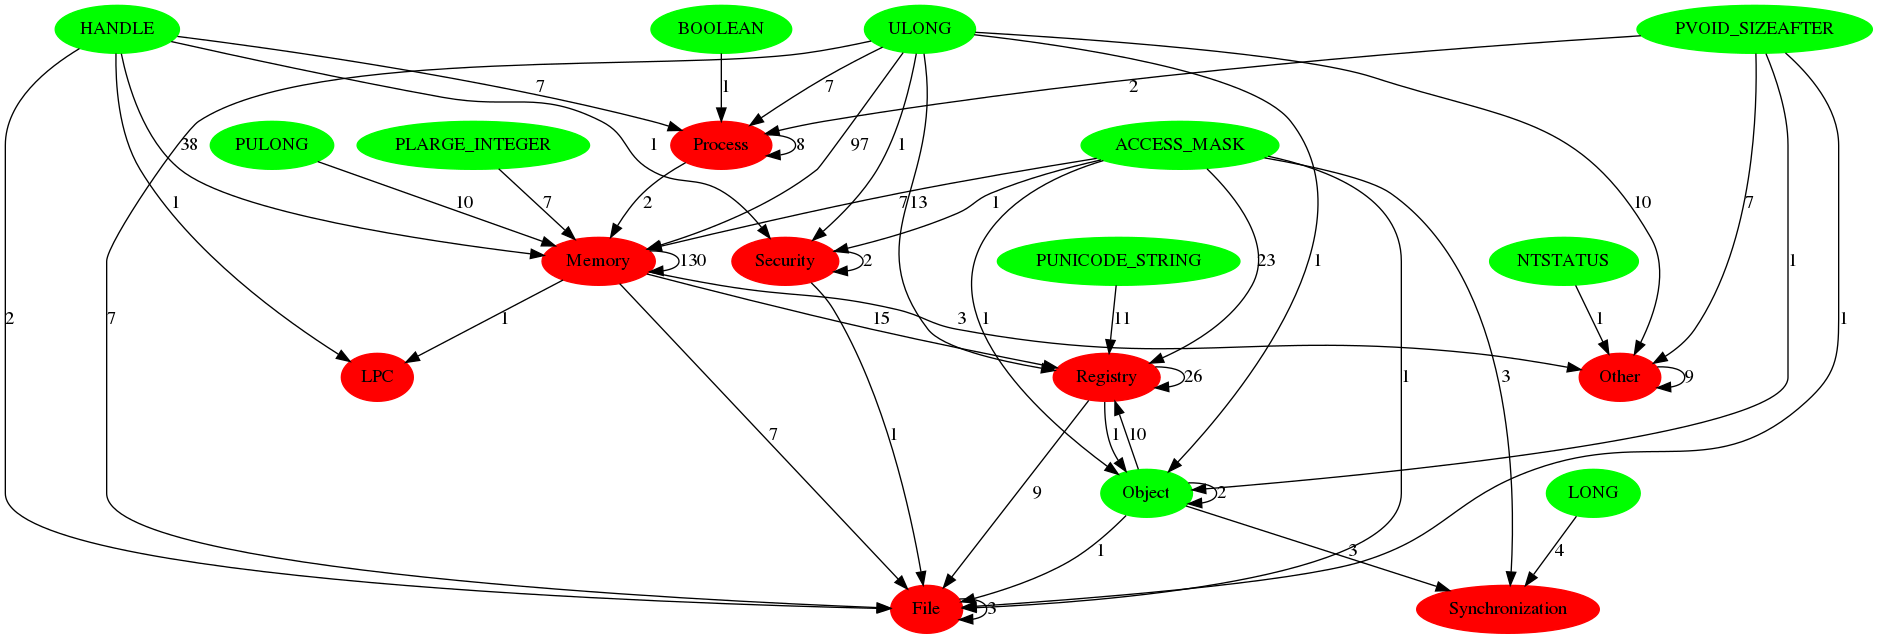 HANDLE
BOOLEAN
ULONG
PVOID_SIZEAFTER
7
1
7
2
PULONG
38
PLARGE_INTEGER
1
Process
8
97
1
ACCESS_MASK
1
10
7
2
7
13
1
23
10
7
Memory
130
Security
2
PUNICODE_STRING
1
NTSTATUS
1
2
7
1
15
3
1
11
1
1
LPC
Registry
26
1
3
Other
9
7
1
1
10
9
Object
2
LONG
1
3
4
File
3
Synchronization